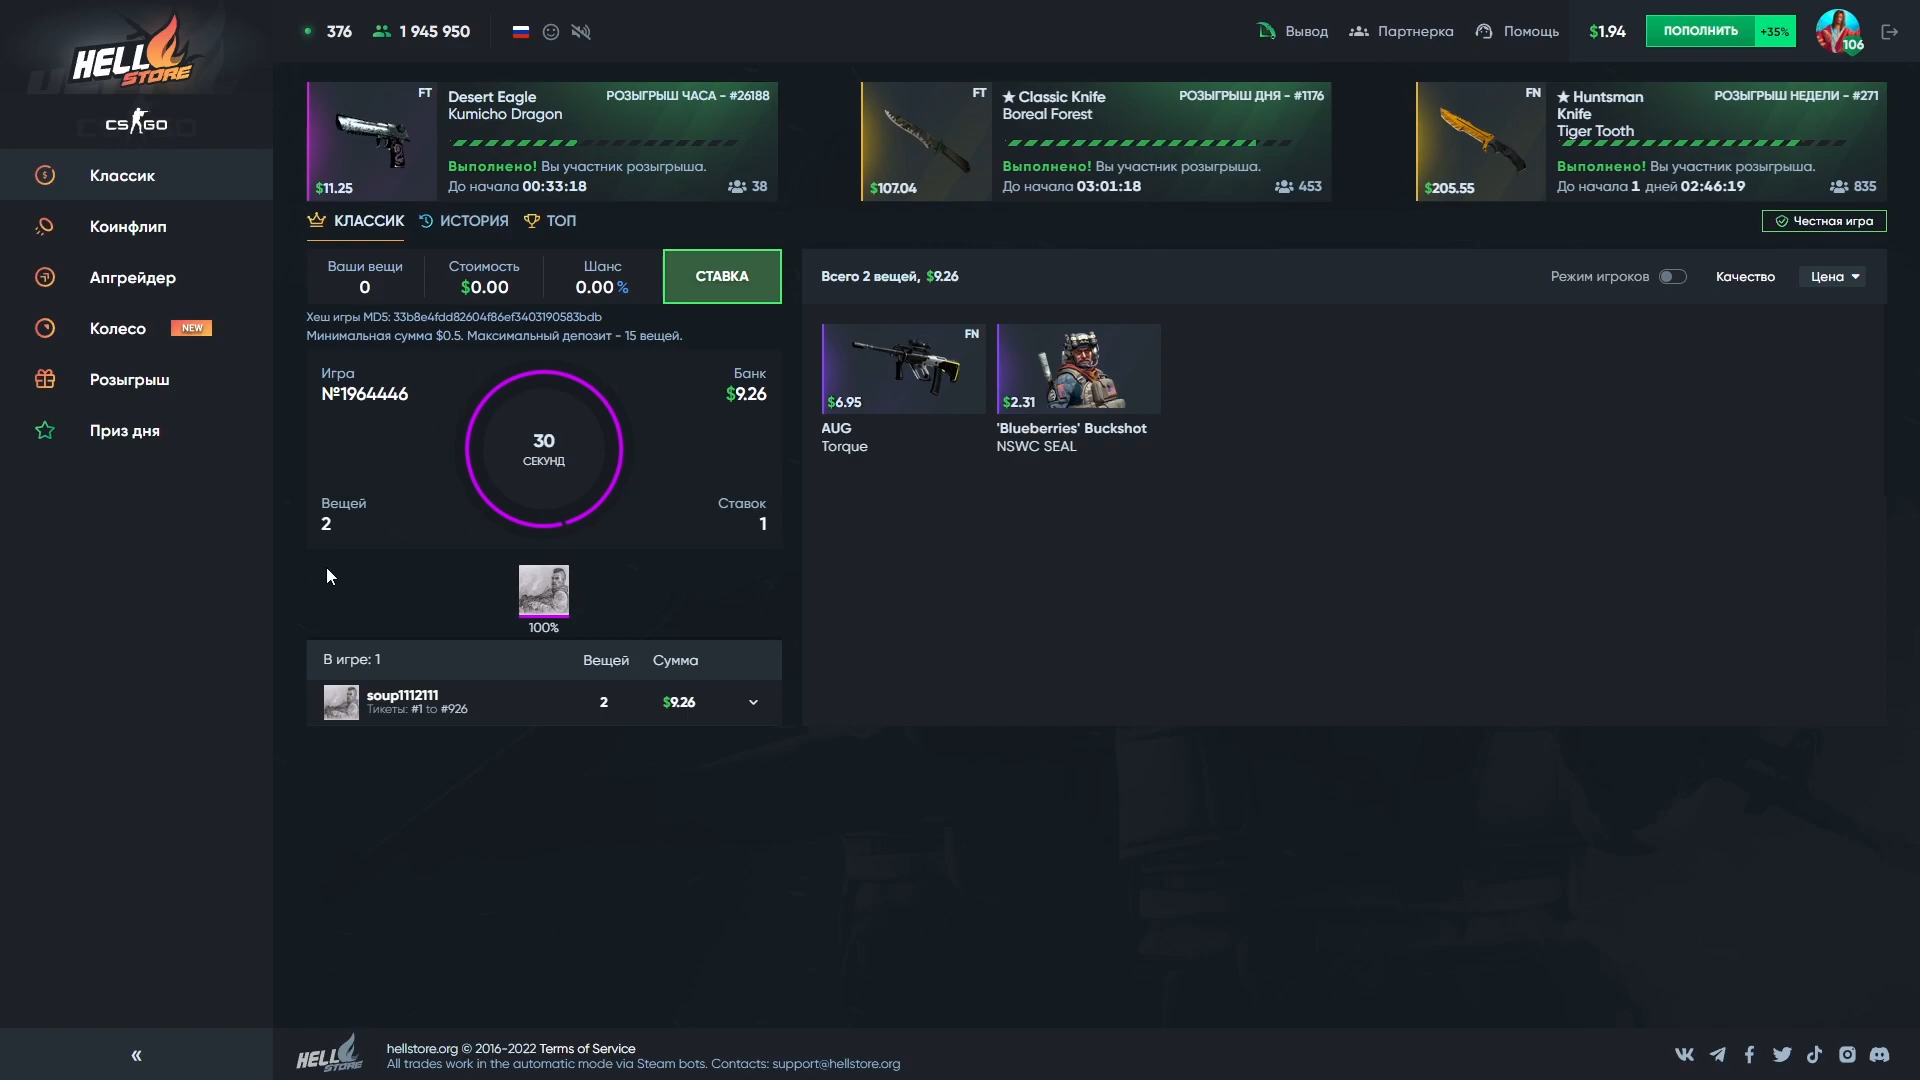 HELL STORE
CS GO
Классик
Коинфлип
Апгрейдер
Колесо NEW
Розыгрыш
Приз дня
376 1 945 950
Вывод Партнерка Помощь $1.94 ПОПОЛНИТЬ +35% 106
FT
$11.25
Desert Eagle
Kumicho Dragon
РОЗЫГРЫШ ЧАСА - #26188
Выполнено! Вы участник розыгрыша.
До начала 00:33:18 38
FT
$107.04
★ Classic Knife
Boreal Forest
РОЗЫГРЫШ ДНЯ - #1176
Выполнено! Вы участник розыгрыша.
До начала 03:01:18 453
FN
$205.55
★ Huntsman
Knife
Tiger Tooth
РОЗЫГРЫШ НЕДЕЛИ - #271
Выполнено! Вы участник розыгрыша.
До начала 1 дней 02:46:19 835
КЛАССИК ИСТОРИЯ ТОП
Честная игра
Ваши вещи Стоимость Шанс
0 $0.00 0.00 %
СТАВКА
Хеш игры MD5: 33b8e4fdd82604f86ef3403190583bdb
Минимальная сумма $0.5. Максимальный депозит - 15 вещей.
Игра
№1964446
Банк
$9.26
30
СЕКУНД
Вещей
2
Ставок
1
100%
В игре: 1 Вещей Сумма
soup1112111
Тикеты: #1 to #926
2 $9.26
Всего 2 вещей, $9.26
Режим игроков Качество Цена
FN
$6.95
AUG
Torque
$2.31
'Blueberries' Buckshot
NSWC SEAL
«
HELL STORE
hellstore.org © 2016-2022 Terms of Service
All trades work in the automatic mode via Steam bots. Contacts: support@hellstore.org